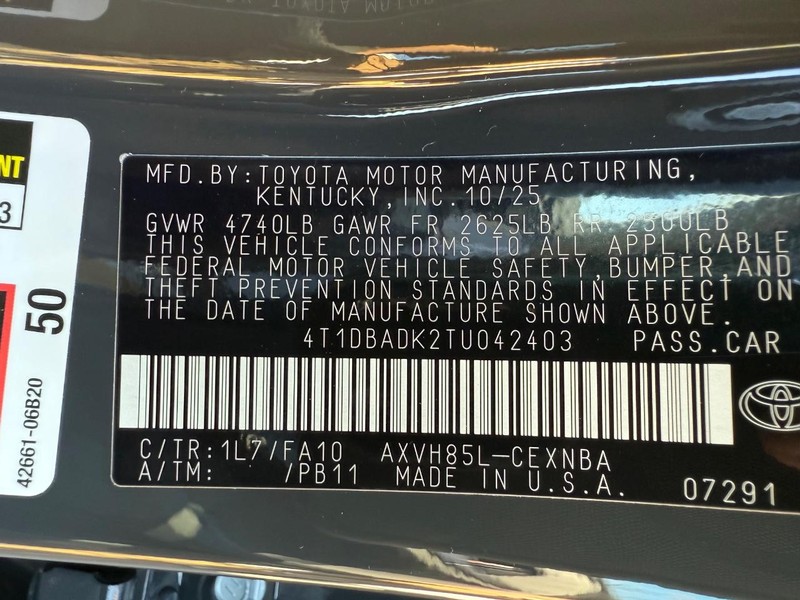 NT
3
50
42661-06B20
MFD.BY:TOYOTA MOTOR MANUFACTURING,
KENTUCKY,INC.10/25
GVWR 4740LB GAWR FR 2625LB RR 2300LB
THIS VEHICLE CONFORMS TO ALL APPLICABLE
FEDERAL MOTOR VEHICLE SAFETY,BUMPER,AND
THEFT PREVENTION STANDARDS IN EFFECT ON
THE DATE OF MANUFACTURE SHOWN ABOVE.
4T1DBADK2TU042403 PASS.CAR
C/TR:1L7/FA10 AXVH85L-CEXNBA
A/TM: /PB11 MADE IN U.S.A. 07291